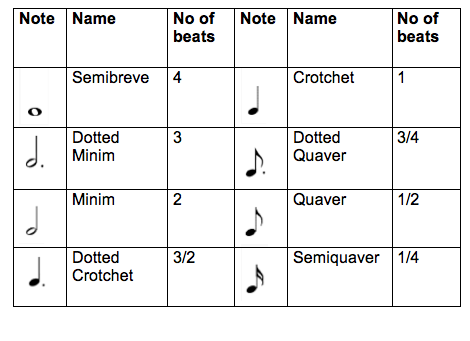 Note Name No of beats Note Name No of beats
Semibreve 4 Crotchet 1
Dotted Minim 3 Dotted Quaver 3/4
Minim 2 Quaver 1/2
Dotted Crotchet 3/2 Semiquaver 1/4